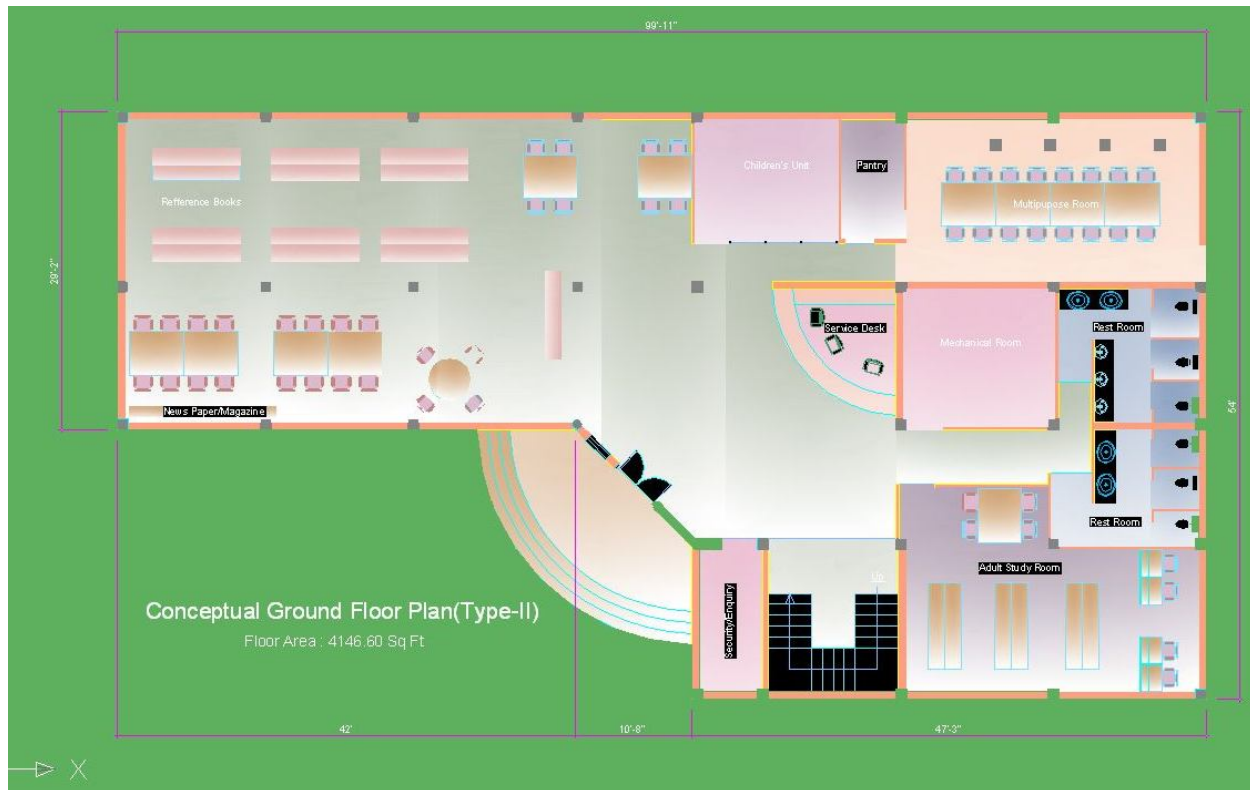 99'-11"
Children's Unit
Pantry
Refference Books
Multipupose Room
29'-2"
Service Desk
Rest Room
Mechanical Room
54'
News Paper/Magazine
Rest Room
Adult Study Room
Up
Conceptual Ground Floor Plan(Type-II)
Floor Area : 4146.60 Sq Ft
Security/Enquiry
42'
10'-8"
47'-3"
X